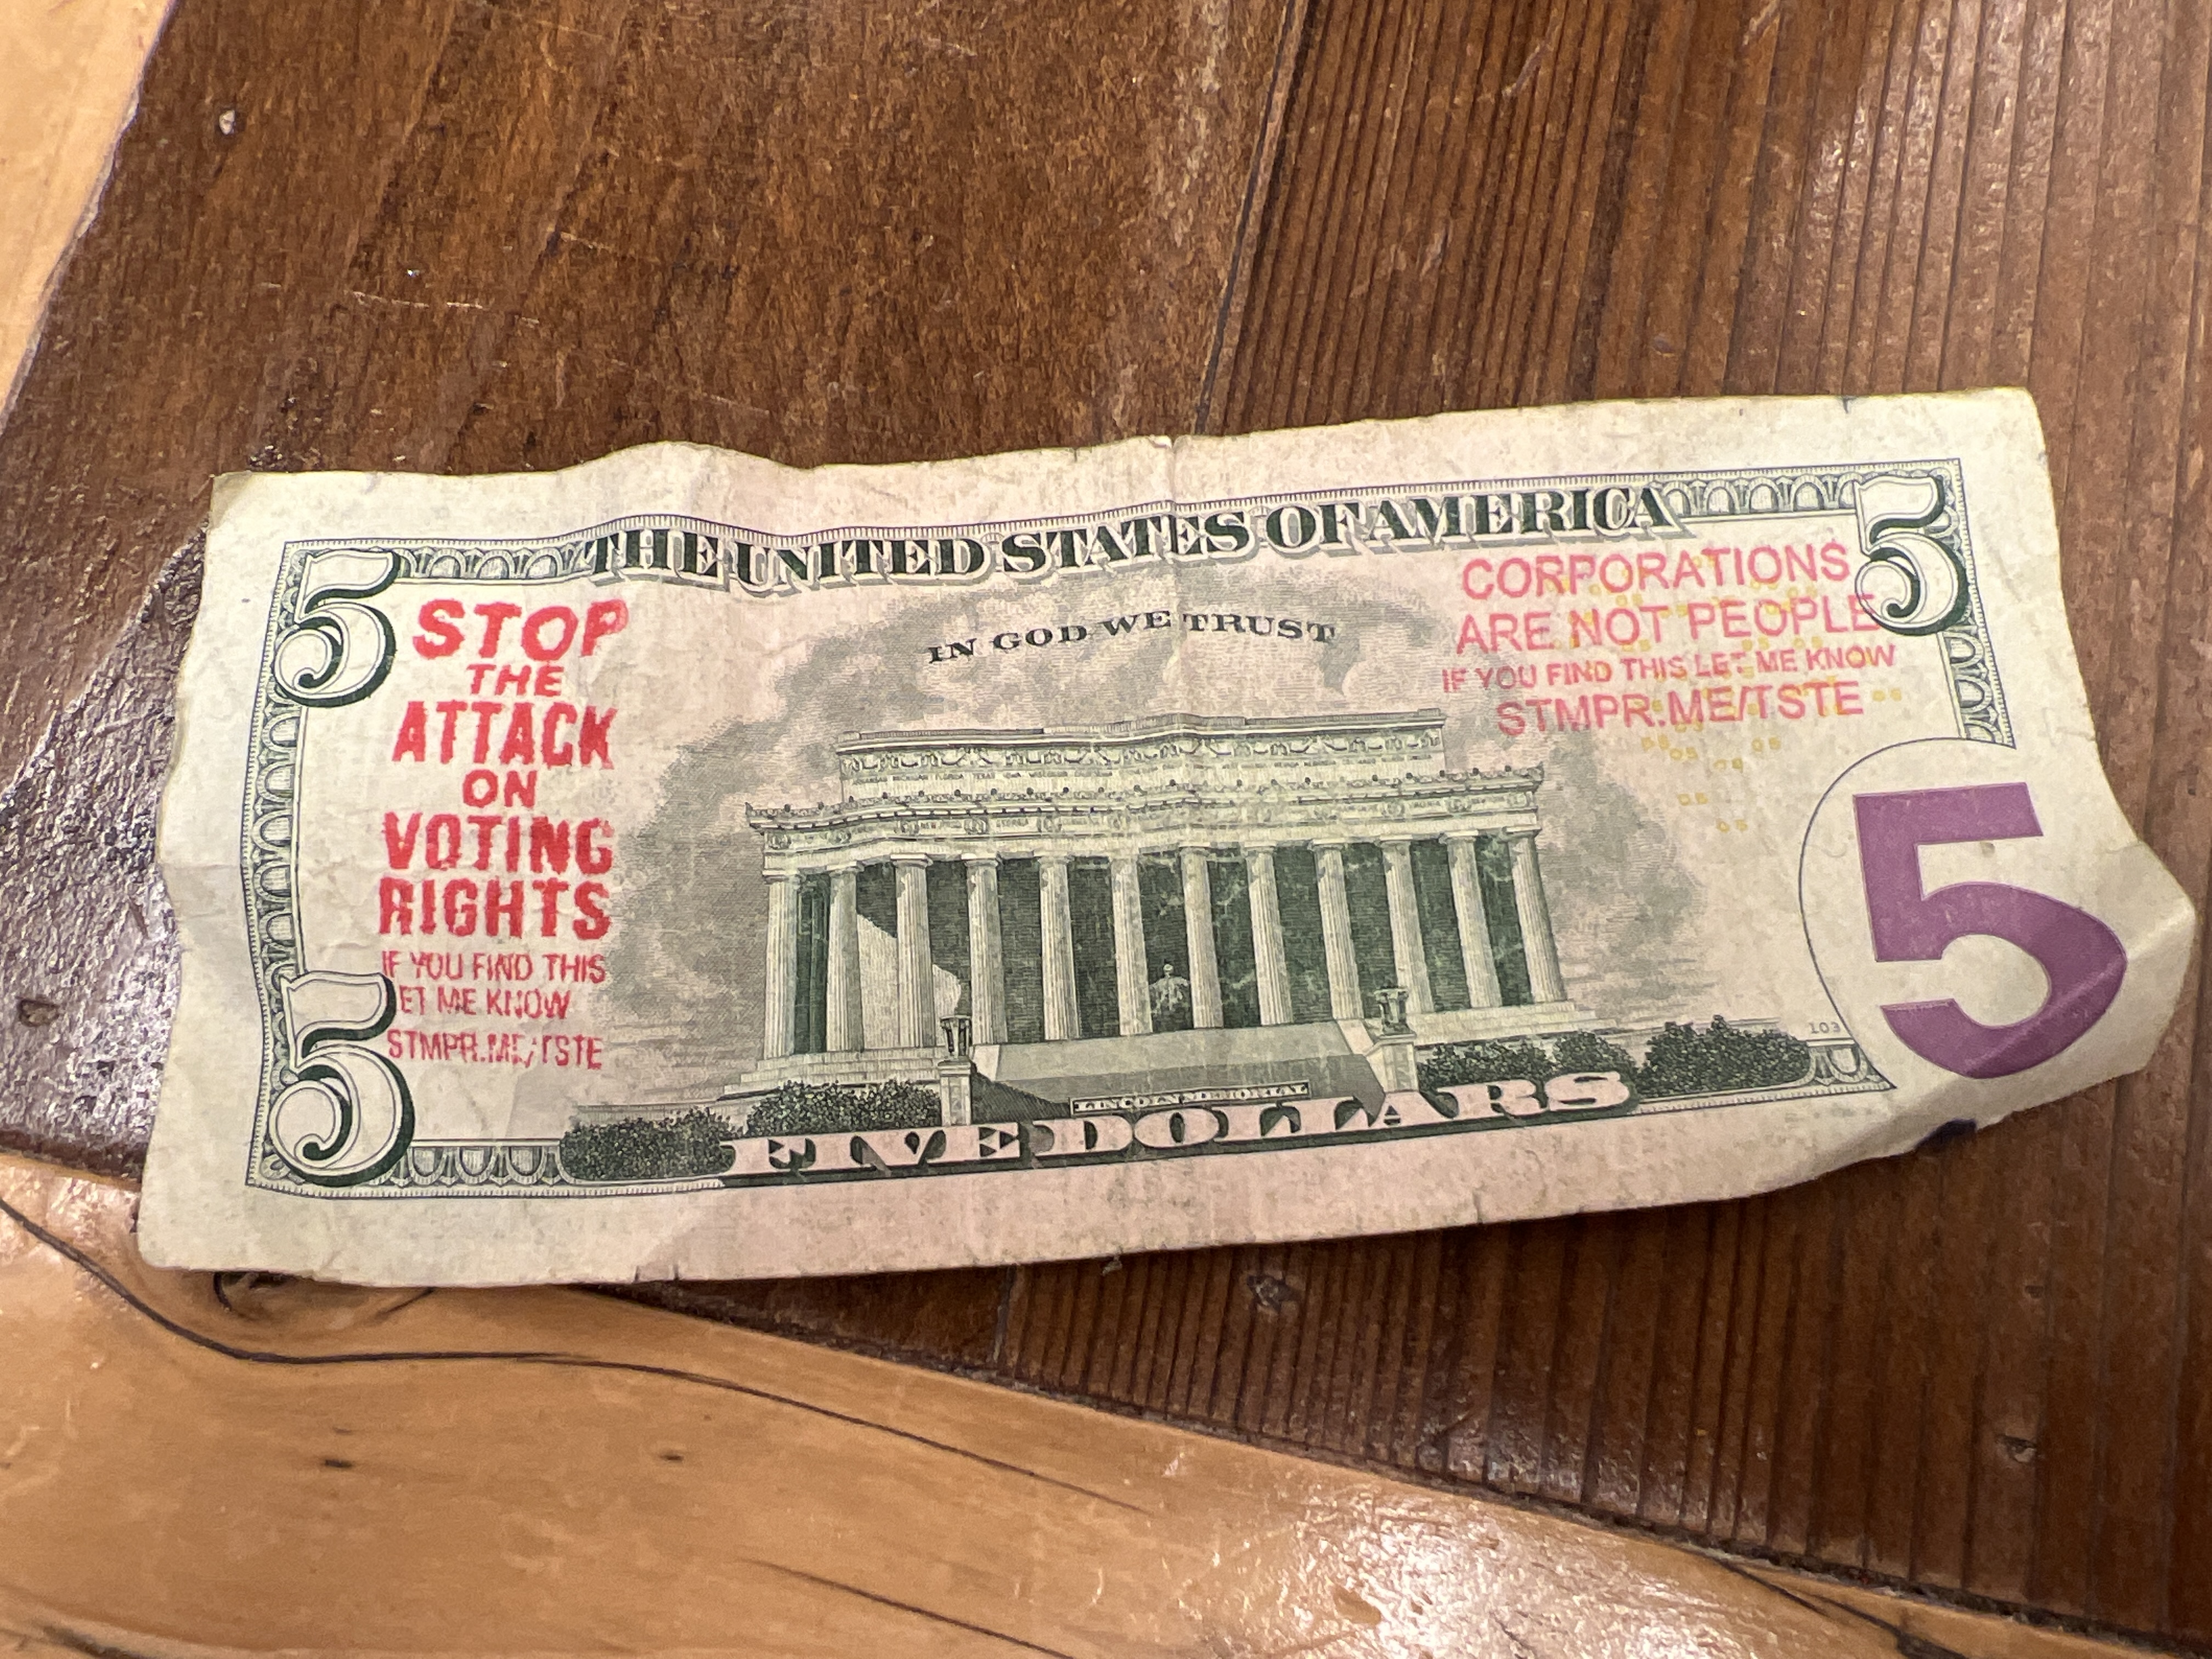 THE UNITED STATES OF AMERICA
5
5
IN GOD WE TRUST
STOP
THE
ATTACK
ON
VOTING
RIGHTS
IF YOU FIND THIS
ET ME KNOW
STMPR.ME/TSTE
CORPORATIONS
ARE NOT PEOPLE
IF YOU FIND THIS LET ME KNOW
STMPR.ME/TSTE
5
5
103
LINCOLN MEMORIAL
FIVE DOLLARS